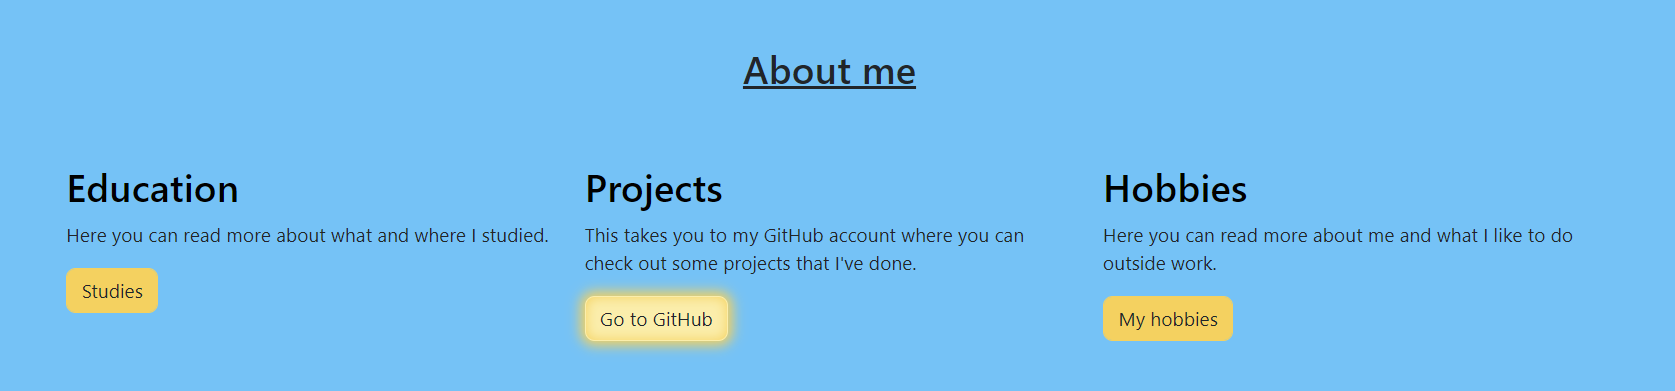 About me
Education
Here you can read more about what and where I studied.
Studies
Projects
This takes you to my GitHub account where you can
check out some projects that I've done.
Go to GitHub
Hobbies
Here you can read more about me and what I like to do
outside work.
My hobbies